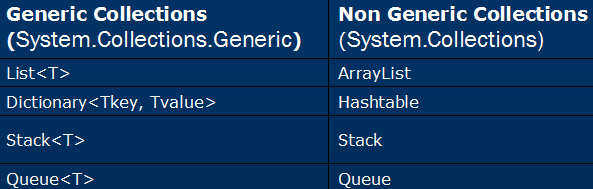 Generic Collections Non Generic Collections
(System.Collections.Generic) (System.Collections)
List<T> ArrayList
Dictionary<Tkey, Tvalue> Hashtable
Stack<T> Stack
Queue<T> Queue